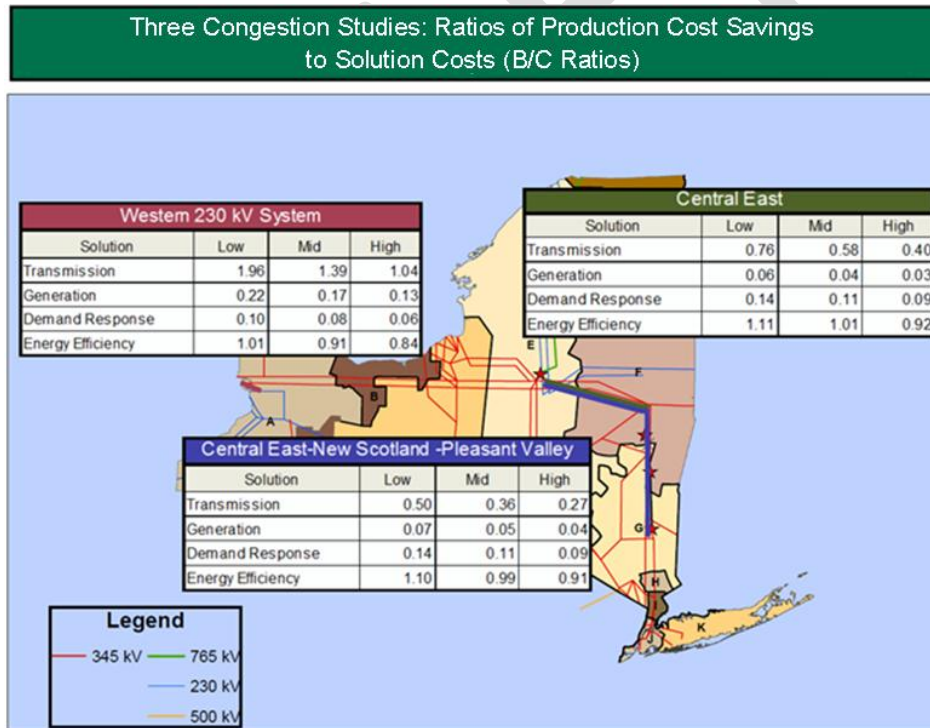 Three Congestion Studies: Ratios of Production Cost Savings
to Solution Costs (B/C Ratios)
Western 230 kV System
Solution Low Mid High
Transmission 1.96 1.39 1.04
Generation 0.22 0.17 0.13
Demand Response 0.10 0.08 0.06
Energy Efficiency 1.01 0.91 0.84
Central East
Solution Low Mid High
Transmission 0.76 0.58 0.40
Generation 0.06 0.04 0.03
Demand Response 0.14 0.11 0.09
Energy Efficiency 1.11 1.01 0.92
E
F
B
A
Central East-New Scotland -Pleasant Valley
Solution Low Mid High
Transmission 0.50 0.36 0.27
Generation 0.07 0.05 0.04
Demand Response 0.14 0.11 0.09
Energy Efficiency 1.10 0.99 0.91
G
H
I
J
K
Legend
345 kV 765 kV
230 kV
500 kV